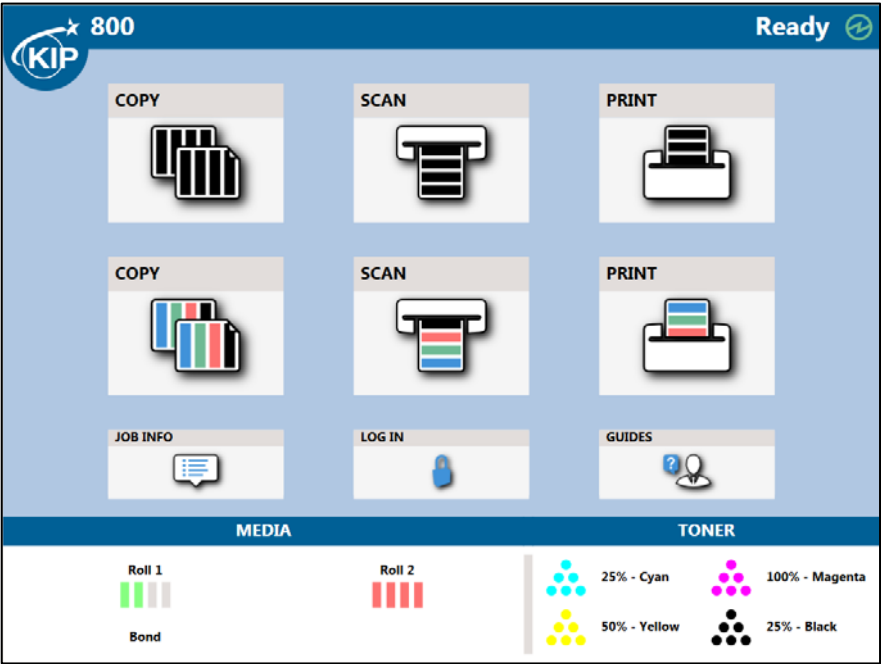 KIP
800
Ready
COPY
SCAN
PRINT
COPY
SCAN
PRINT
JOB INFO
LOG IN
GUIDES
?
MEDIA
TONER
Roll 1
Roll 2
Bond
25% - Cyan
100% - Magenta
50% - Yellow
25% - Black